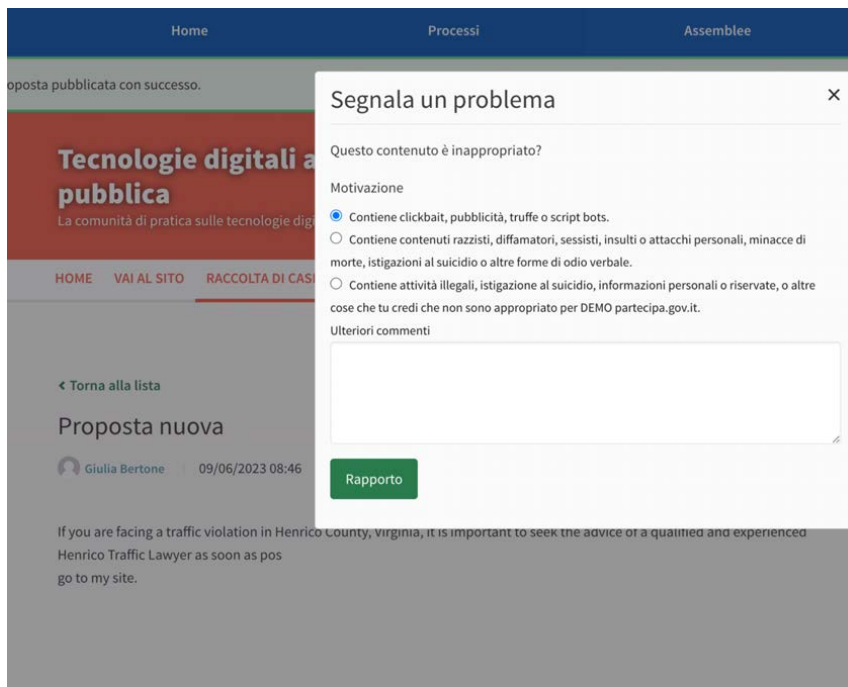 Home Processi Assemblee
oposta pubblicata con successo.
Segnala un problema ×
Questo contenuto è inappropriato?
Motivazione
Contiene clickbait, pubblicità, truffe o script bots.
Contiene contenuti razzisti, diffamatori, sessisti, insulti o attacchi personali, minacce di
morte, istigazioni al suicidio o altre forme di odio verbale.
Contiene attività illegali, istigazione al suicidio, informazioni personali o riservate, o altre
cose che tu credi che non sono appropriato per DEMO partecipa.gov.it.
Ulteriori commenti
Rapporto
Tecnologie digitali a
pubblica
La comunità di pratica sulle tecnologie digi
HOME VAI AL SITO RACCOLTA DI CASI
Torna alla lista
Proposta nuova
Giulia Bertone 09/06/2023 08:46
If you are facing a traffic violation in Henrico County, Virginia, it is important to seek the advice of a qualified and experienced
Henrico Traffic Lawyer as soon as pos
go to my site.